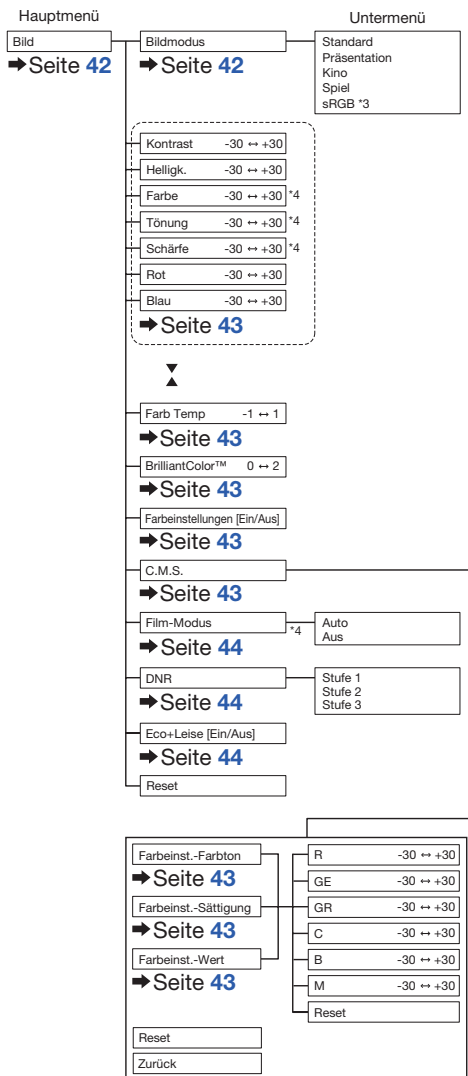 Hauptmenü
Untermenü
Bild
➡Seite 42
Bildmodus
➡Seite 42
Standard
Präsentation
Kino
Spiel
sRGB *3
Kontrast -30 ↔ +30
Helligk. -30 ↔ +30
Farbe -30 ↔ +30 *4
Tönung -30 ↔ +30 *4
Schärfe -30 ↔ +30 *4
Rot -30 ↔ +30
Blau -30 ↔ +30
➡Seite 43
Farb Temp -1 ↔ 1
➡Seite 43
BrilliantColor™ 0 ↔ 2
➡Seite 43
Farbeinstellungen [Ein/Aus]
➡Seite 43
C.M.S.
➡Seite 43
Film-Modus *4
➡Seite 44
Auto
Aus
DNR
➡Seite 44
Stufe 1
Stufe 2
Stufe 3
Eco+Leise [Ein/Aus]
➡Seite 44
Reset
Farbeinst.-Farbton
➡Seite 43
Farbeinst.-Sättigung
➡Seite 43
Farbeinst.-Wert
➡Seite 43
R -30 ↔ +30
GE -30 ↔ +30
GR -30 ↔ +30
C -30 ↔ +30
B -30 ↔ +30
M -30 ↔ +30
Reset
Reset
Zurück